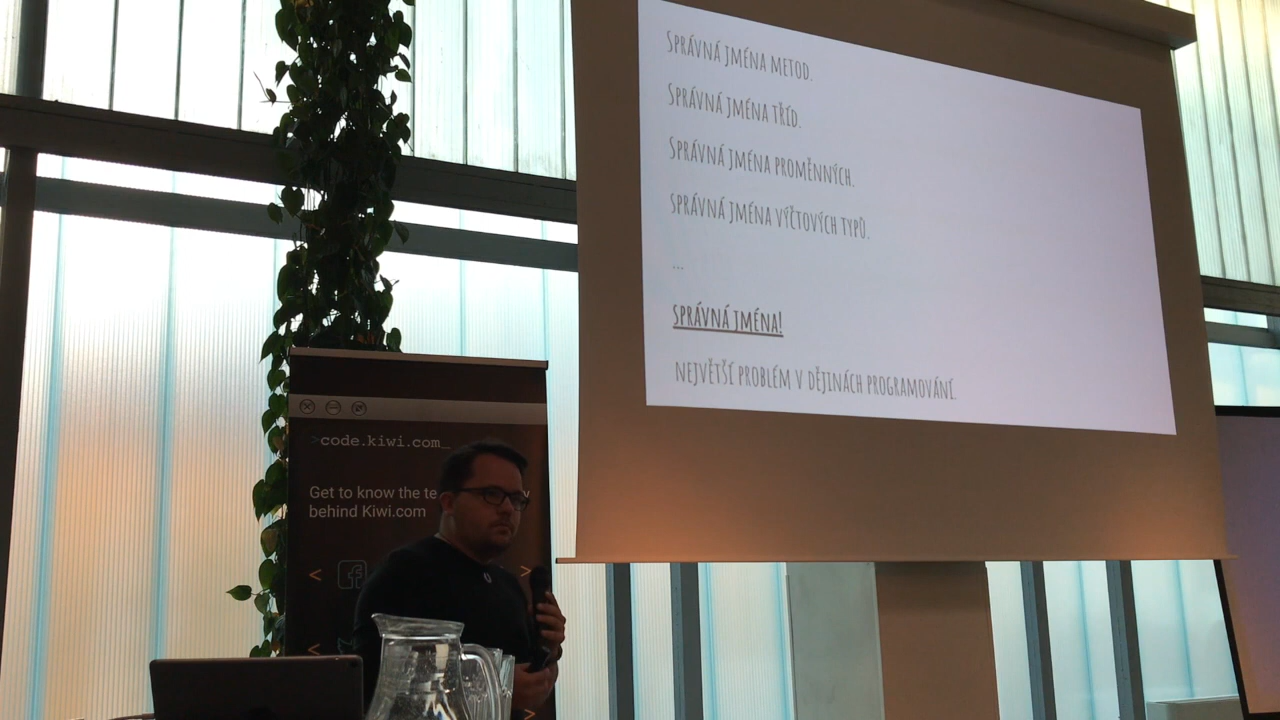 Správná jména metod.
Správná jména tříd.
Správná jména proměnných.
Správná jména výčtových typů.
...
správná jména!
největší problém v dějinách programování.
>code.kiwi.com_
Get to know the
behind Kiwi.com